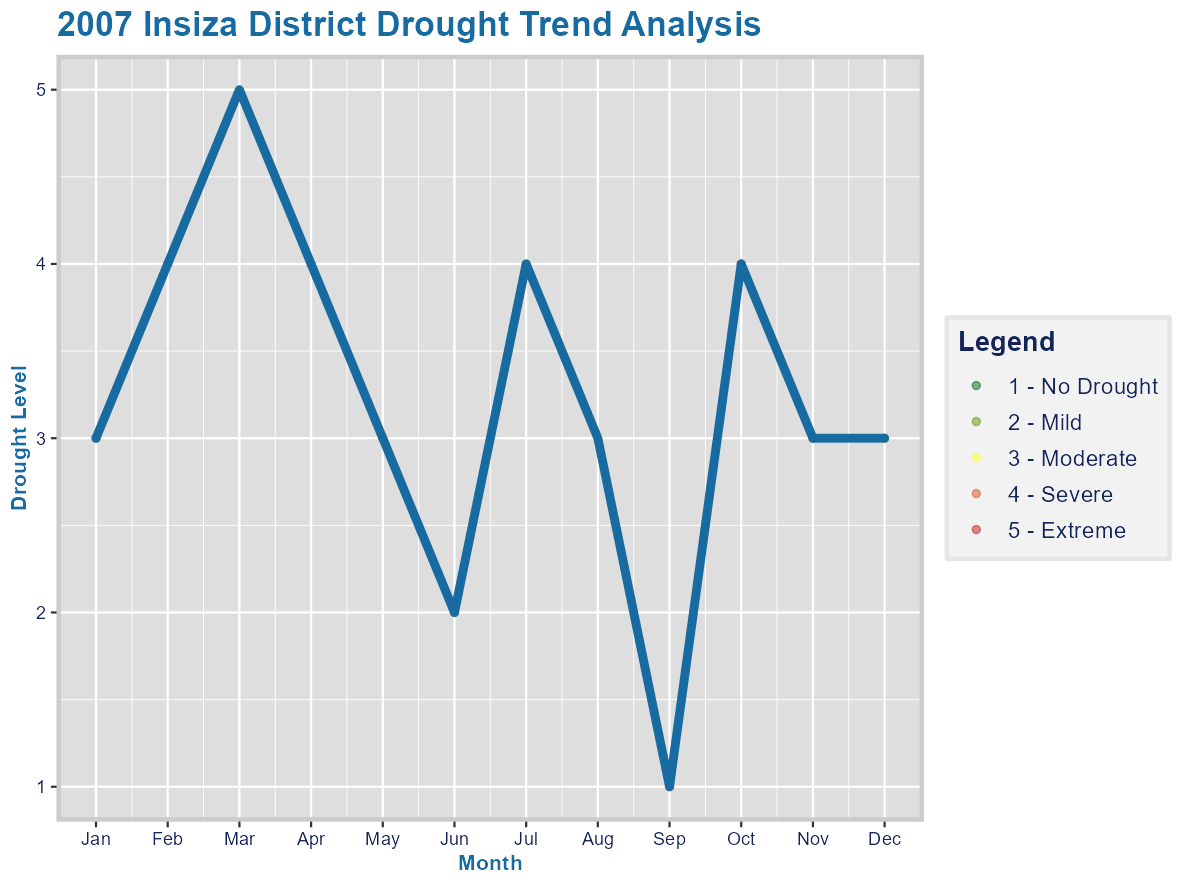 2007 Insiza District Drought Trend Analysis
Drought Level
5
4
3
2
1
Jan Feb Mar Apr May Jun Jul Aug Sep Oct Nov Dec
Month
Legend
1 - No Drought
2 - Mild
3 - Moderate
4 - Severe
5 - Extreme